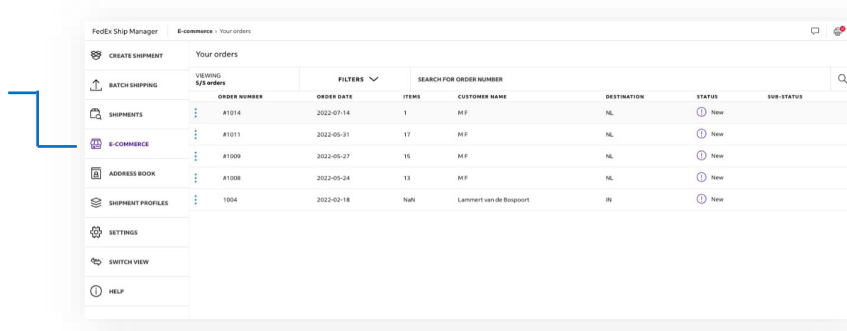 FedEx Ship Manager E-commerce › Your orders
CREATE SHIPMENT
BATCH SHIPPING
SHIPMENTS
E-COMMERCE
ADDRESS BOOK
SHIPMENT PROFILES
SETTINGS
SWITCH VIEW
HELP
Your orders
VIEWING
5/5 orders
FILTERS
SEARCH FOR ORDER NUMBER
ORDER NUMBER ORDER DATE ITEMS CUSTOMER NAME DESTINATION STATUS SUB-STATUS
#1014 2022-07-14 1 M F NL New
#1011 2022-05-31 17 M F NL New
#1009 2022-05-27 15 M F NL New
#1008 2022-05-24 13 M F NL New
1004 2022-02-18 NaN Lammert van de Bospoort IN New